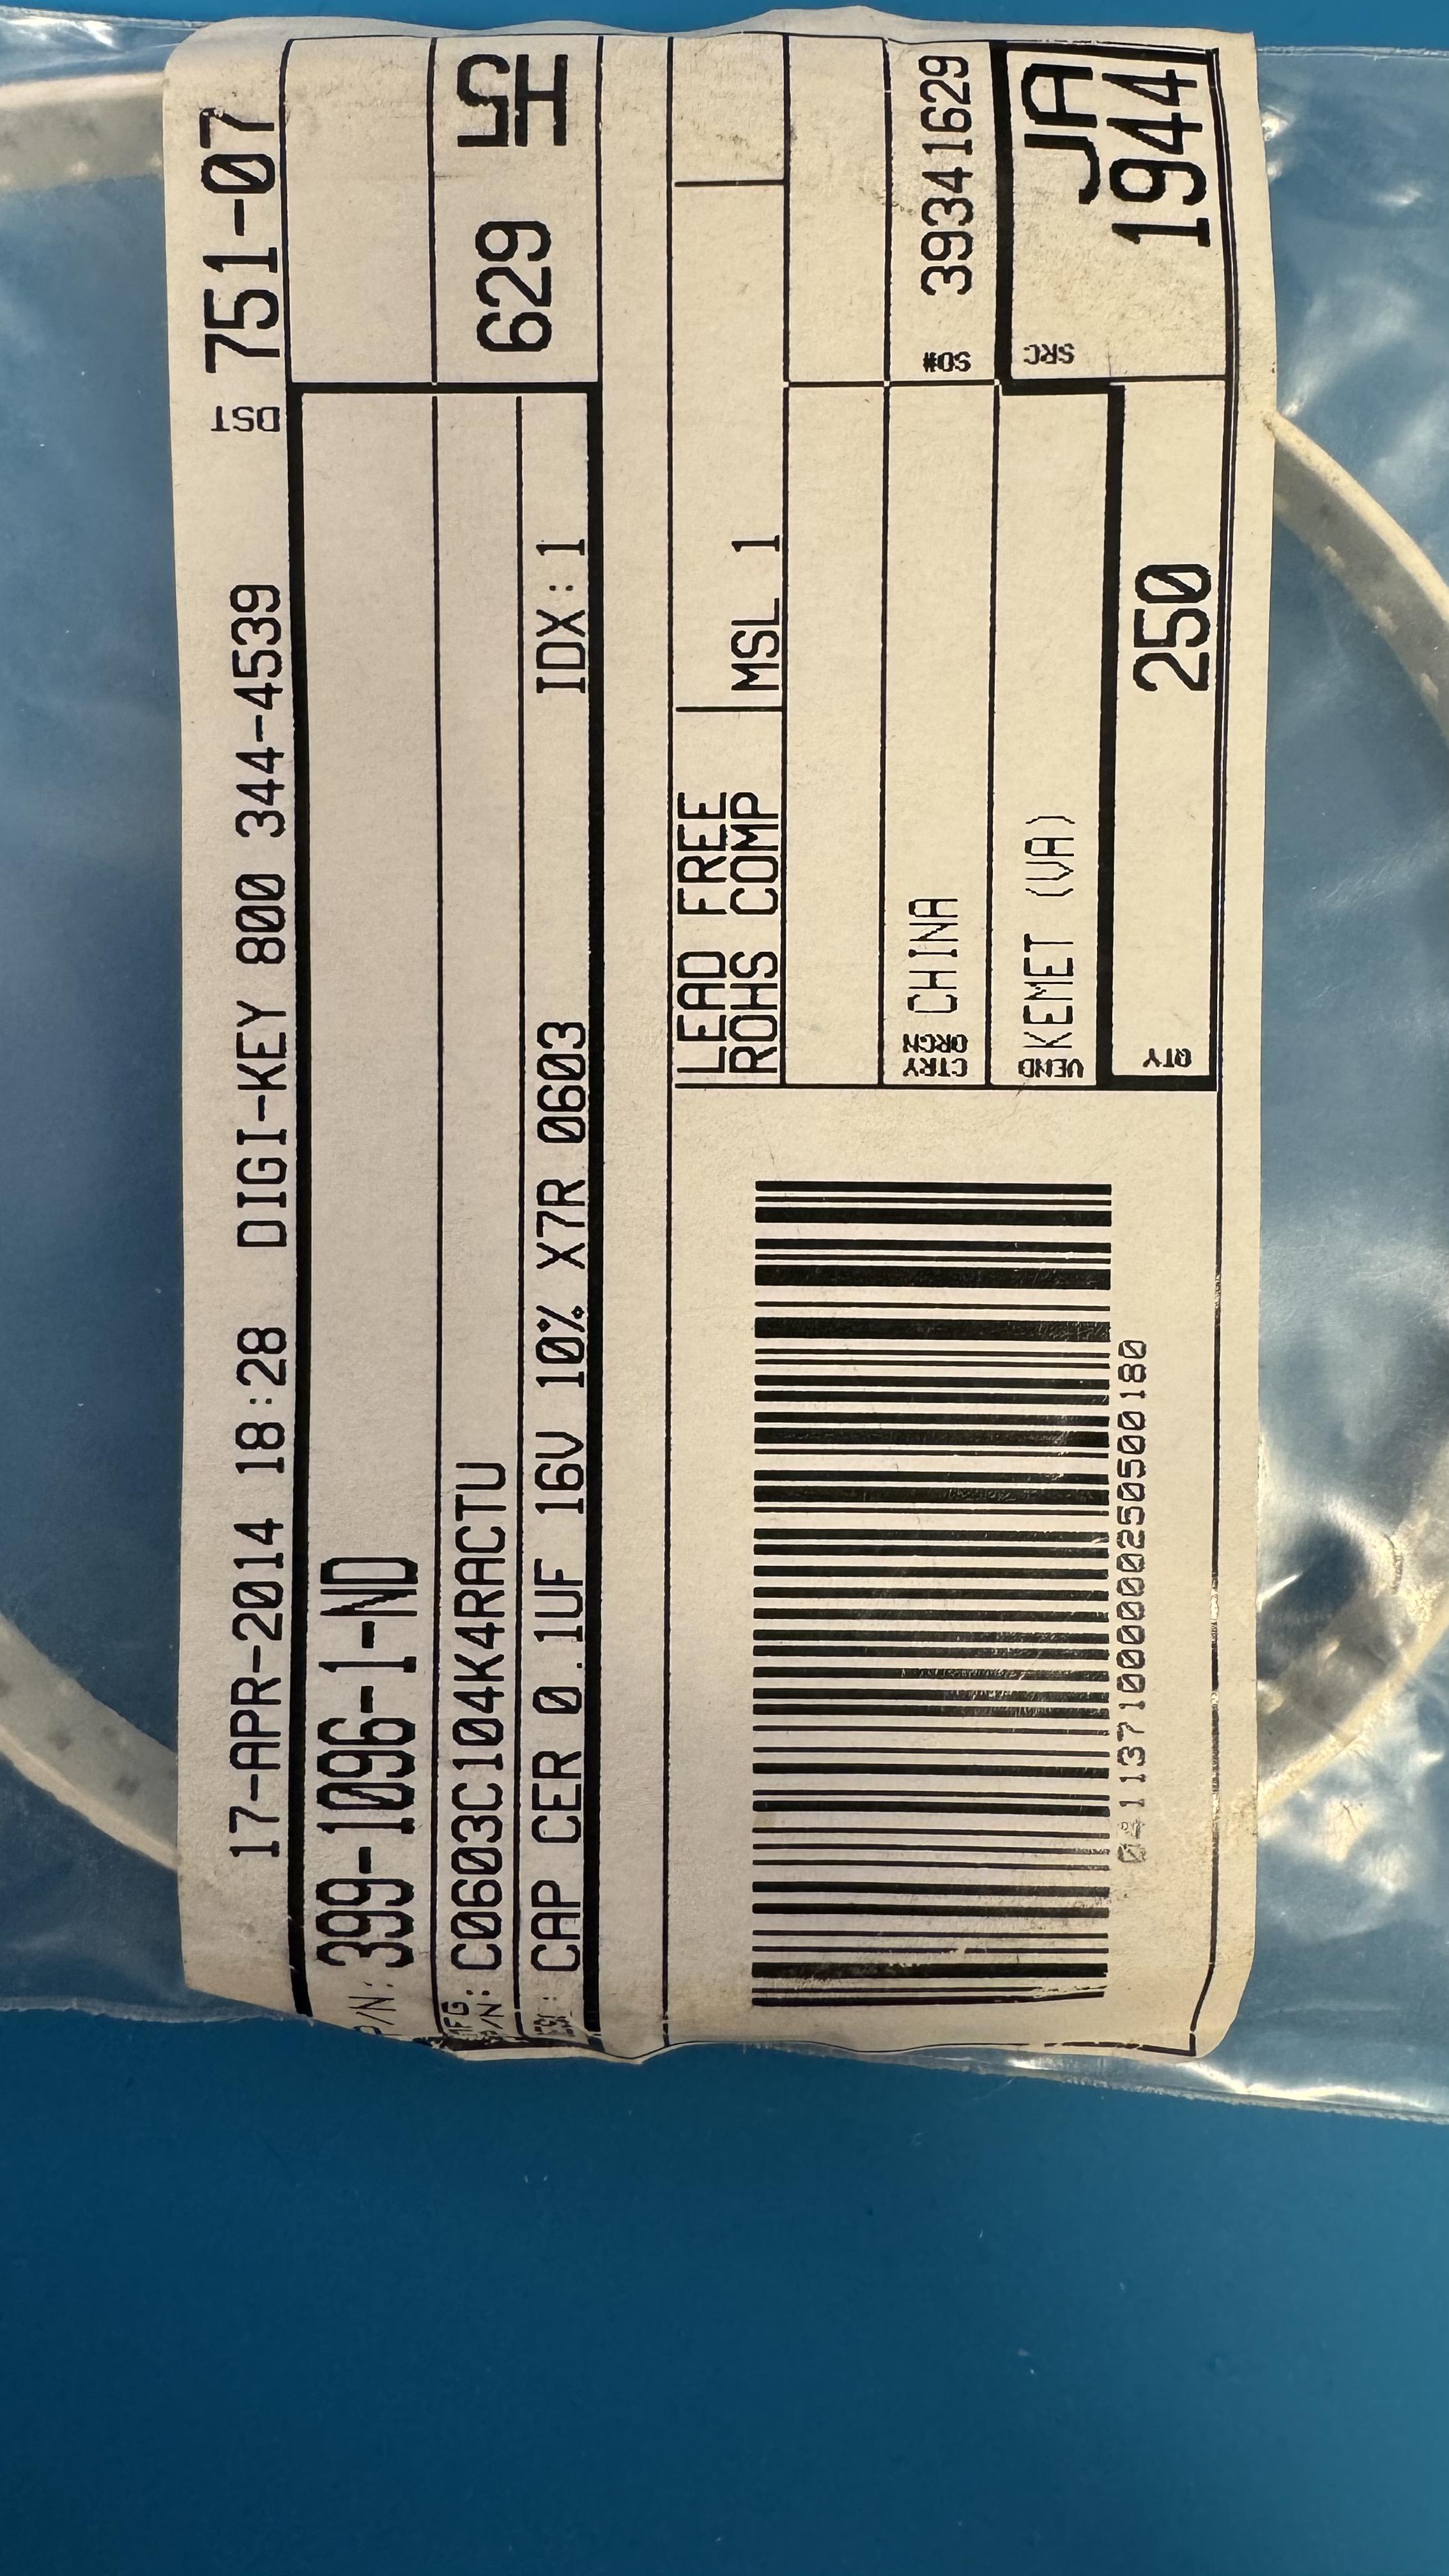 17-APR-2014 18:28 DIGI-KEY 800 344-4539 DST 751-07
P/N: 399-1096-1-ND
MFG P/N: C0603C104K4RACTU
629
CAP CER 0.1UF 16V 10% X7R 0603 IDX: 1
LEAD FREE
ROHS COMP
MSL 1
CTRY ORGN CHINA
SO# 39341629
VEND KEMET (VA)
SRC JA 1944
QTY 250